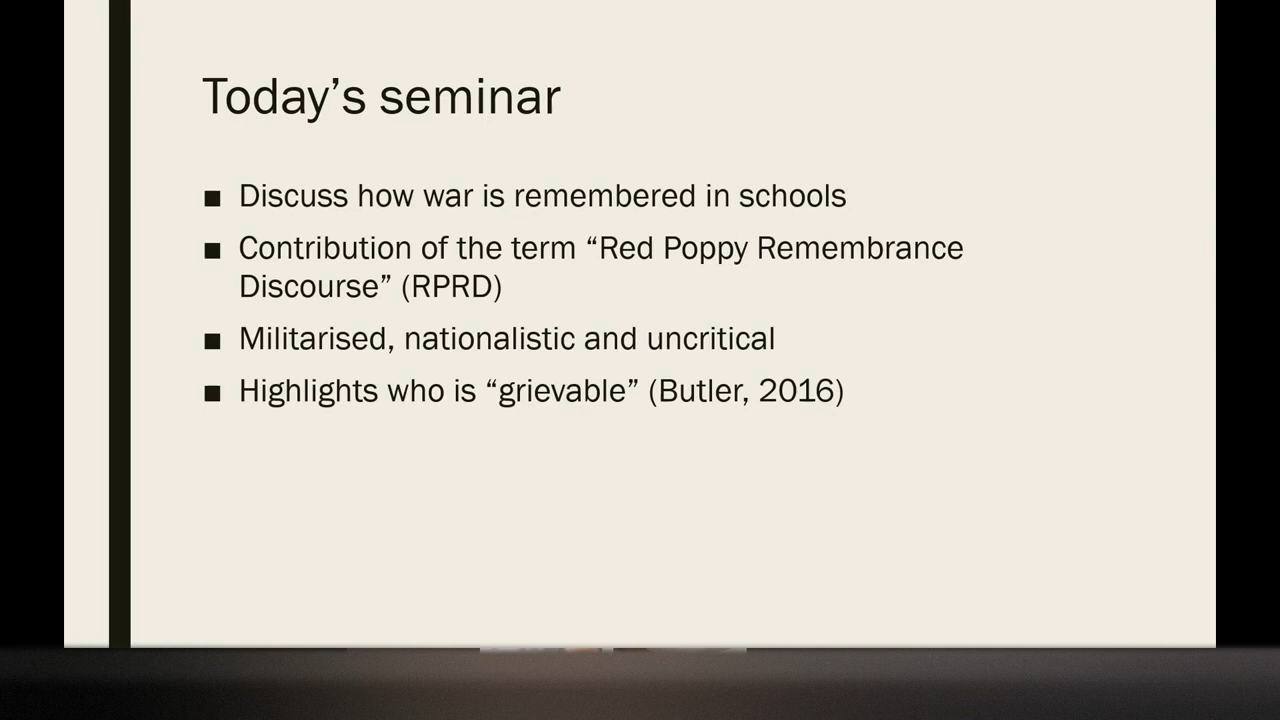 Today’s seminar
■ Discuss how war is remembered in schools
■ Contribution of the term “Red Poppy Remembrance
Discourse” (RPRD)
■ Militarised, nationalistic and uncritical
■ Highlights who is “grievable” (Butler, 2016)